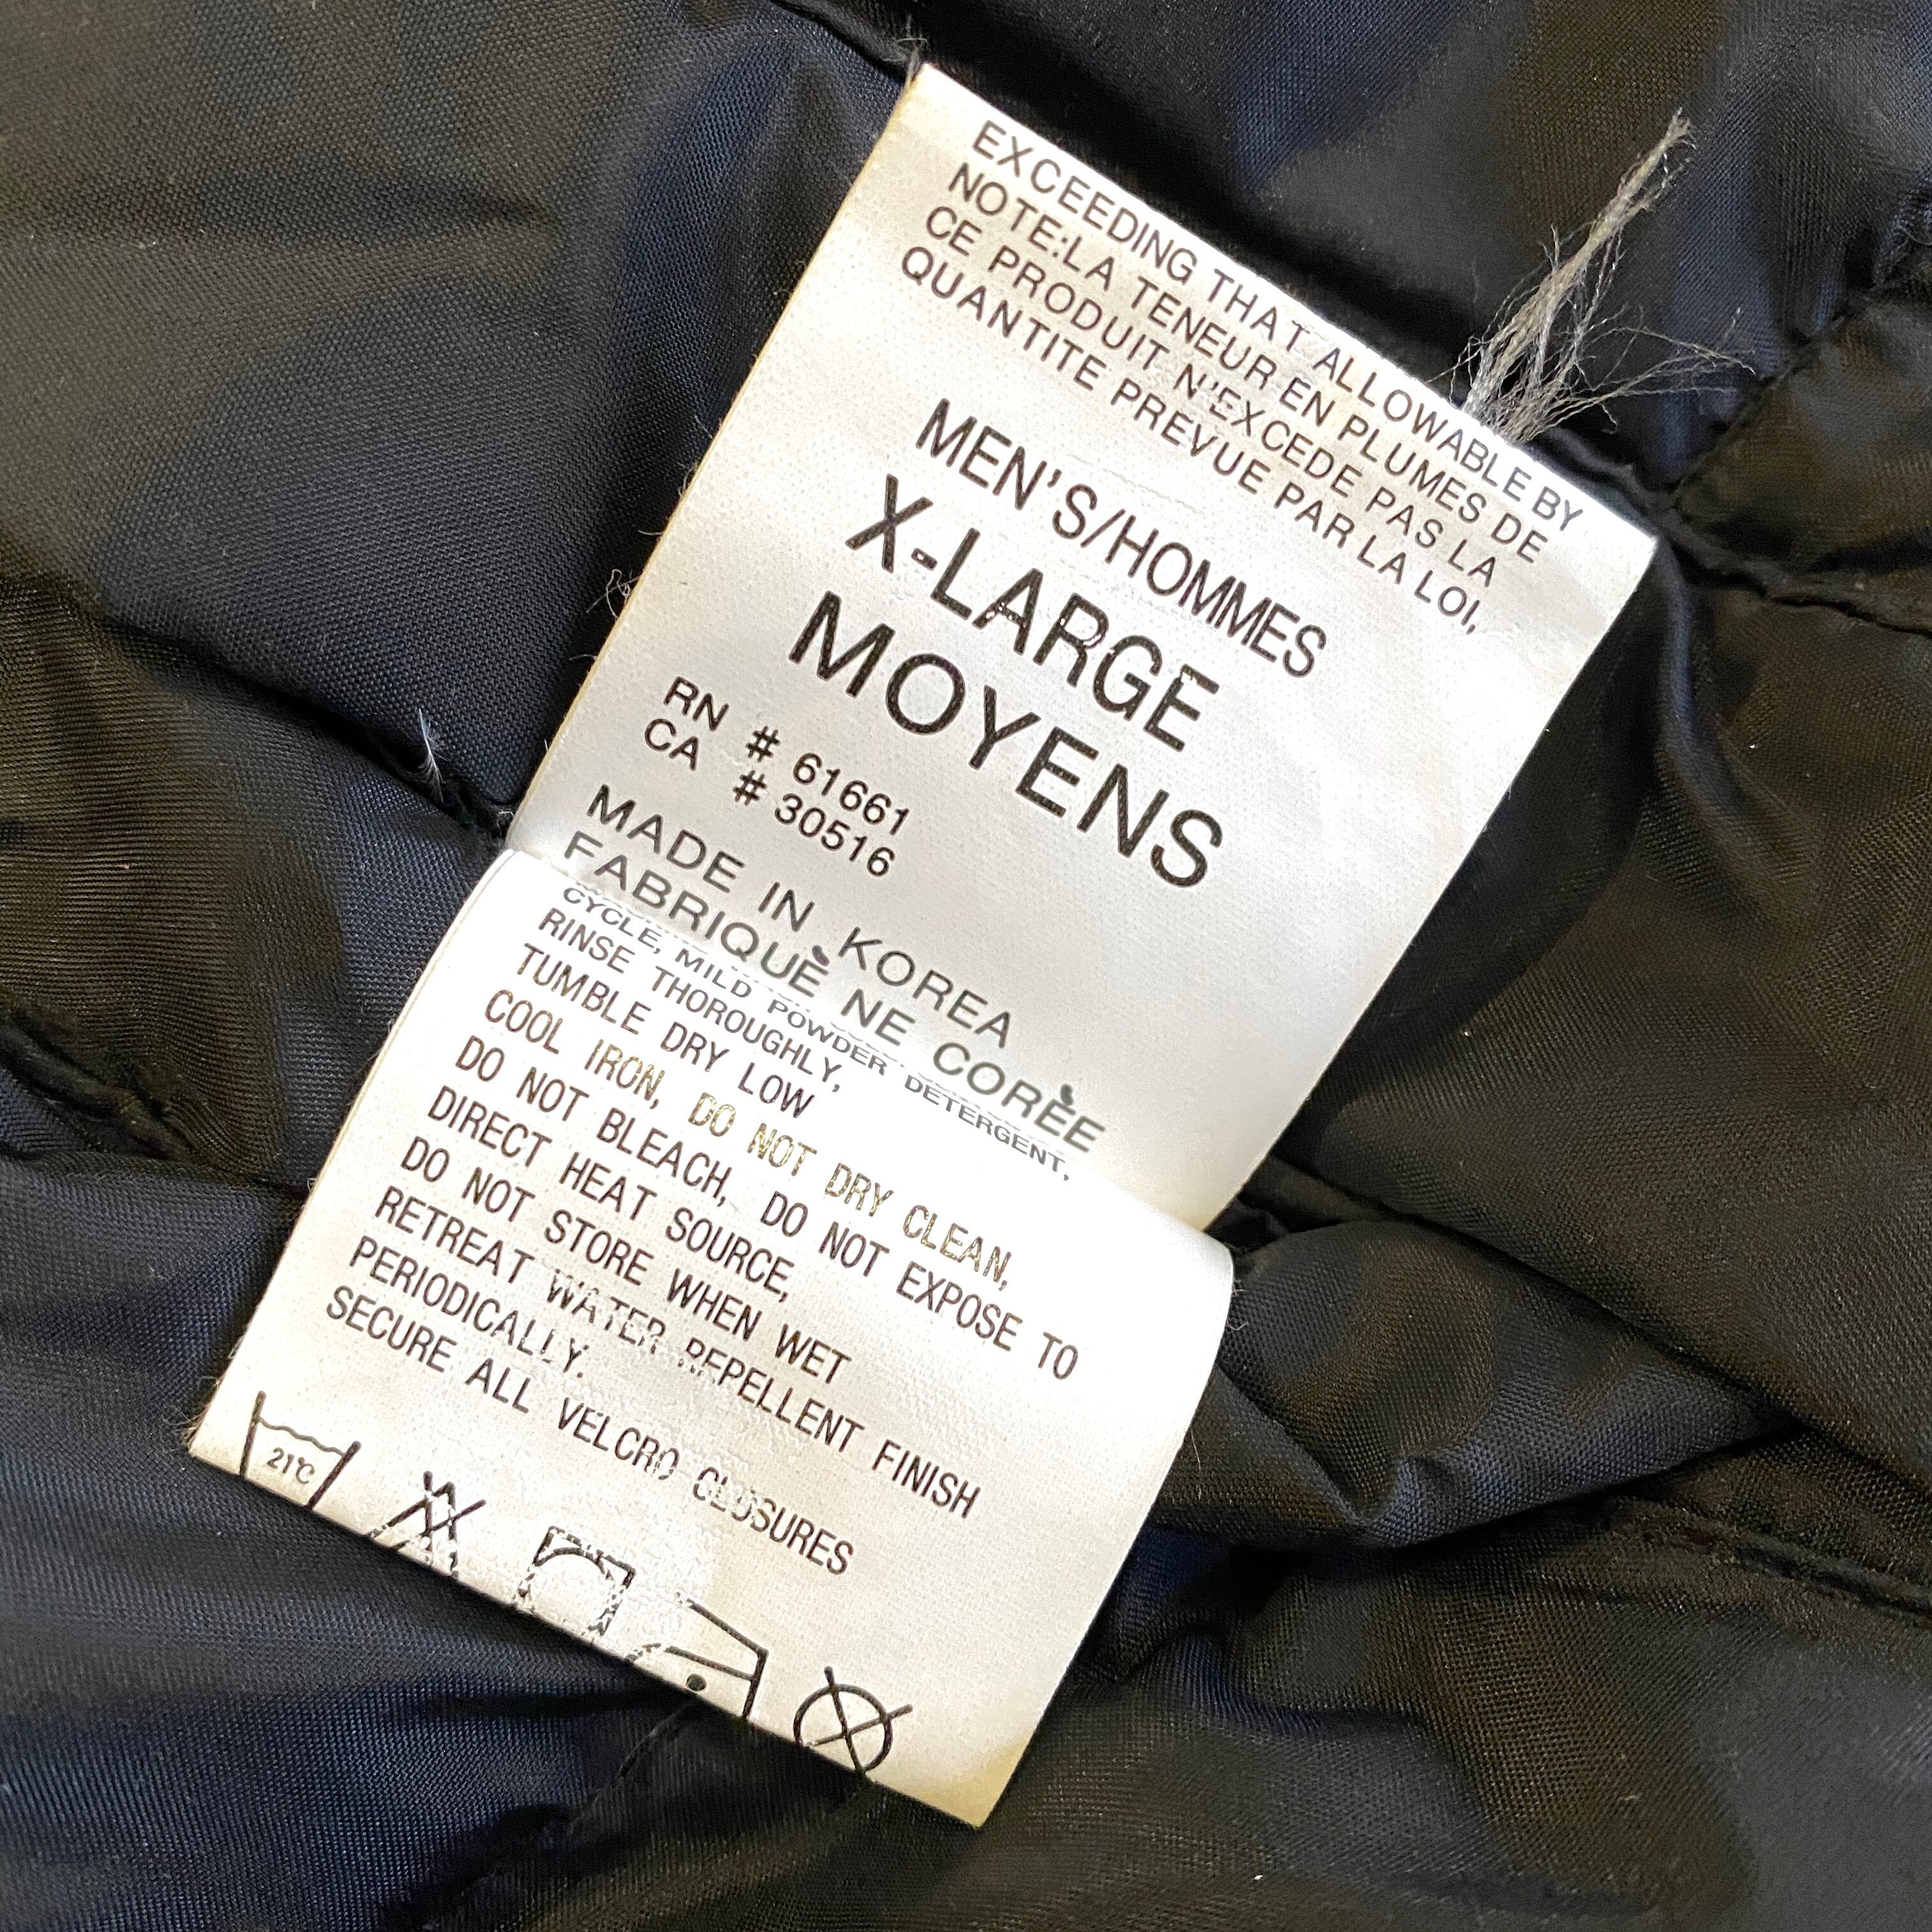 EXCEEDING THAT ALLOWABLE BY
NOTE:LA TENEUR EN PLUMES DE
CE PRODUIT N'EXCEDE PAS LA
QUANTITE PREVUE PAR LA LOI,
MEN'S/HOMMES
X-LARGE
MOYENS
RN # 61661
CA # 30516
MADE IN KOREA
FABRIQUÈ NE CORÈE
CYCLE, MILD POWDER DETERGENT,
RINSE THOROUGHLY,
TUMBLE DRY LOW
COOL IRON, DO NOT DRY CLEAN,
DO NOT BLEACH, DO NOT EXPOSE TO
DIRECT HEAT SOURCE,
DO NOT STORE WHEN WET
RETREAT WATER REPELLENT FINISH
PERIODICALLY.
SECURE ALL VELCRO CLOSURES
21°C